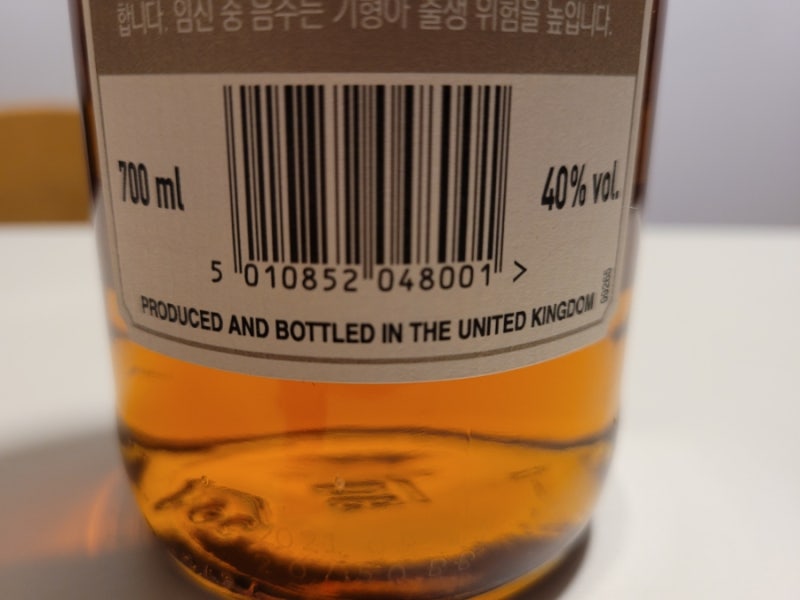 합니다. 임신 중 음주는 기형아 출생 위험을 높입니다.
700 ml
40% vol.
5 010852 048001 >
PRODUCED AND BOTTLED IN THE UNITED KINGDOM
2021